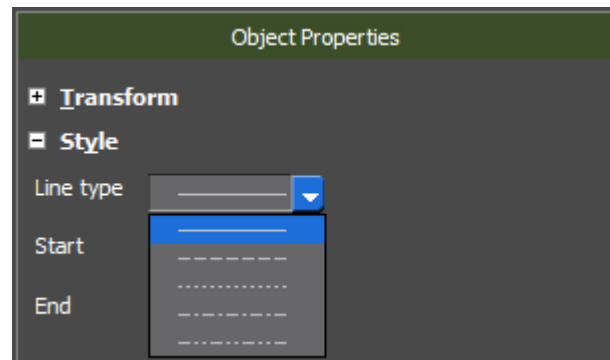 Object Properties
Transform
Style
Line type
Start
End